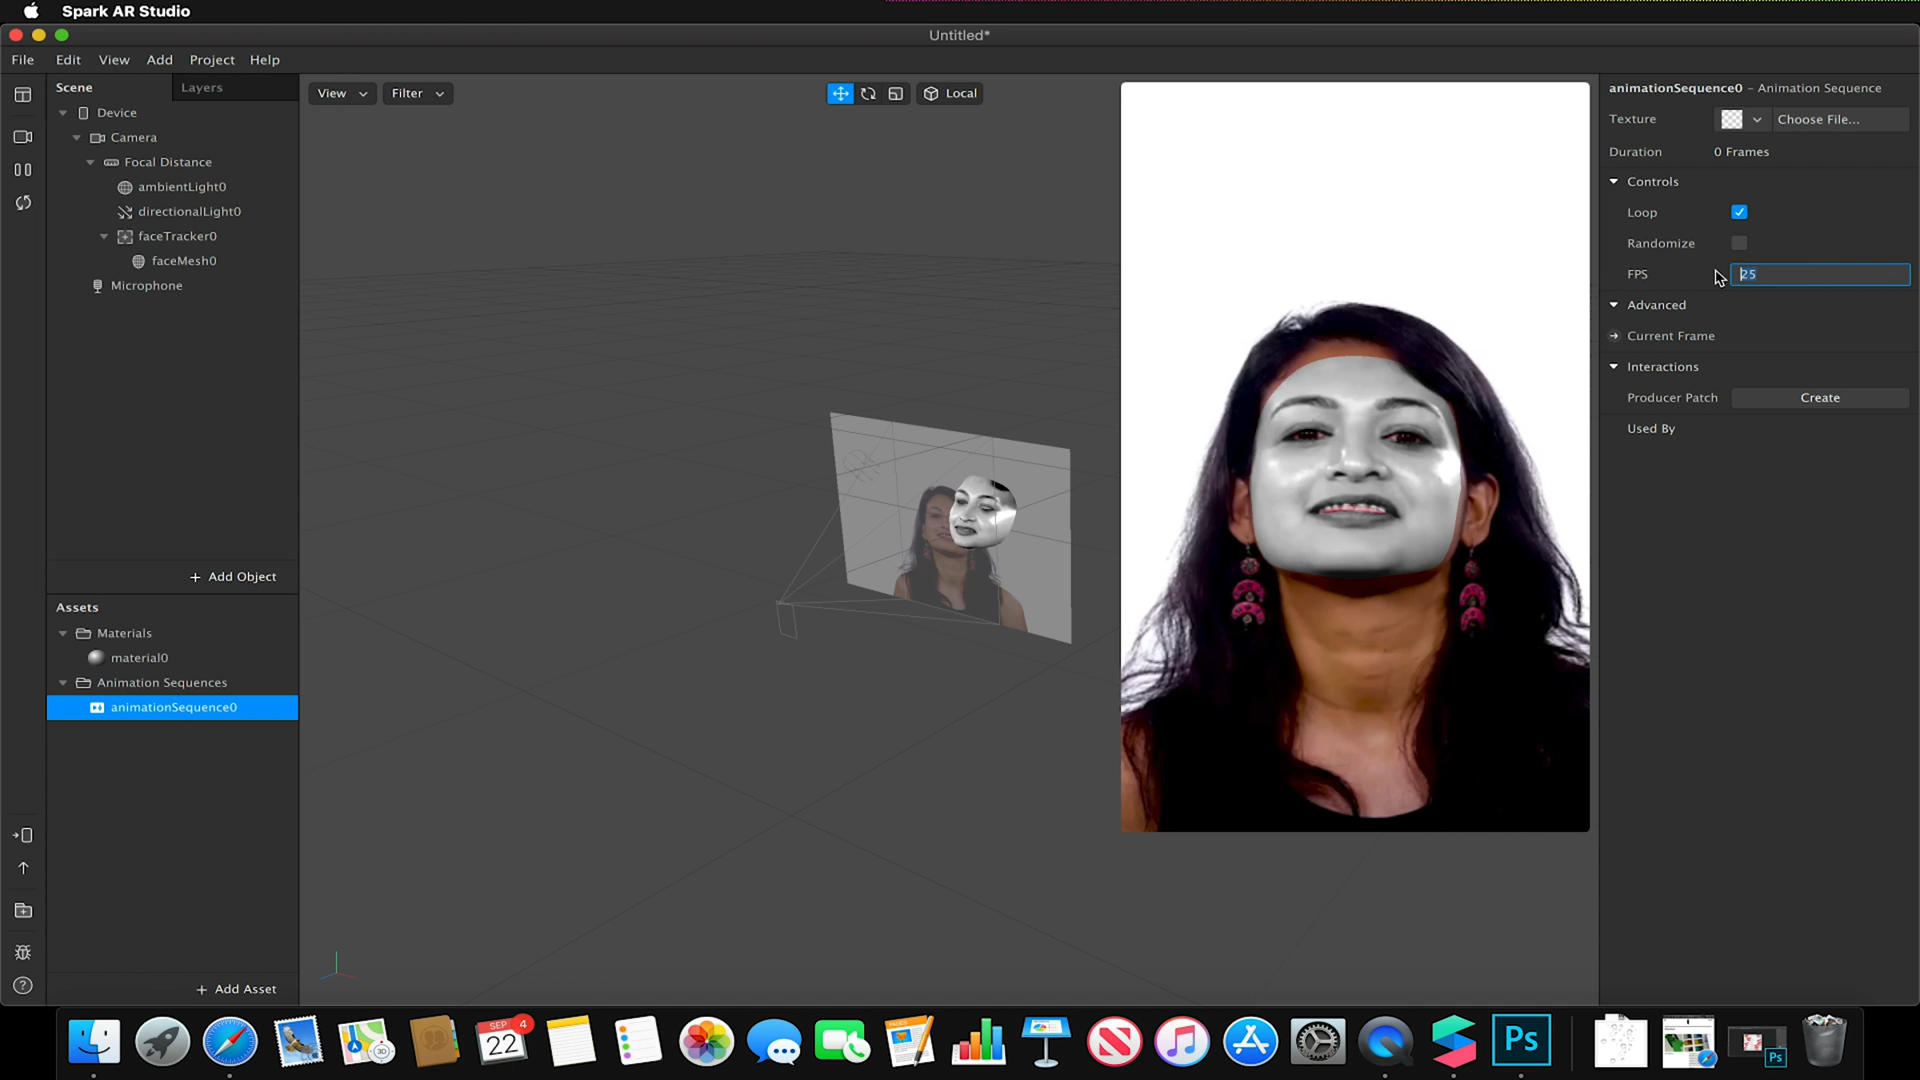 Spark AR Studio
Untitled*
File Edit View Add Project Help
Scene Layers
Device
Camera
Focal Distance
ambientLight0
directionalLight0
faceTracker0
faceMesh0
Microphone
+ Add Object
Assets
Materials
material0
Animation Sequences
animationSequence0
+ Add Asset
View Filter
Local
animationSequence0 – Animation Sequence
Texture Choose File...
Duration 0 Frames
Controls
Loop
Randomize
FPS 25
Advanced
Current Frame
Interactions
Producer Patch Create
Used By
3D
SEP 4
22
PAGES
Ps
Ps